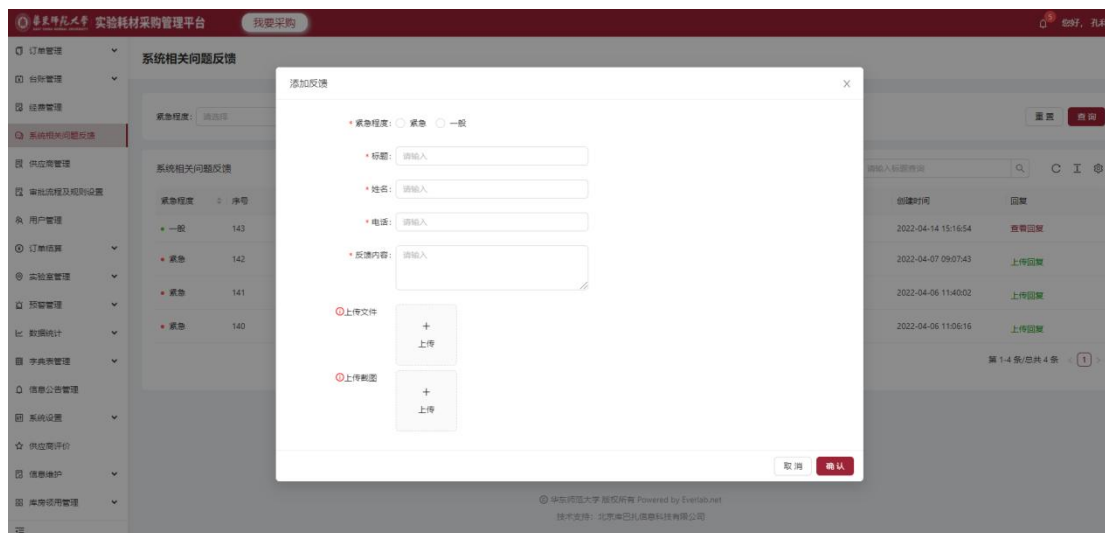 華東師范大學 实验耗材采购管理平台
我要采购
5
您好，孔
订单管理
台账管理
经费管理
系统相关问题反馈
供应商管理
审批流程及规则设置
用户管理
订单结算
实验室管理
预警管理
数据统计
字典表管理
信息公告管理
系统设置
供应商评价
信息维护
库房领用管理
系统相关问题反馈
紧急程度： 请选择
重置 查询
系统相关问题反馈
请输入标题查询
紧急程度 序号 创建时间 回复
一般 143 2022-04-14 15:16:54 查看回复
紧急 142 2022-04-07 09:07:43 上传回复
紧急 141 2022-04-06 11:40:02 上传回复
紧急 140 2022-04-06 11:06:16 上传回复
第 1-4 条/总共 4 条 < 1 >
添加反馈 ×
* 紧急程度： 紧急 一般
* 标题： 请输入
* 姓名： 请输入
* 电话： 请输入
* 反馈内容： 请输入
上传文件
+
上传
上传截图
+
上传
取消 确认
© 华东师范大学 版权所有 Powered by Everlab.net
技术支持：北京库巴扎信息科技有限公司